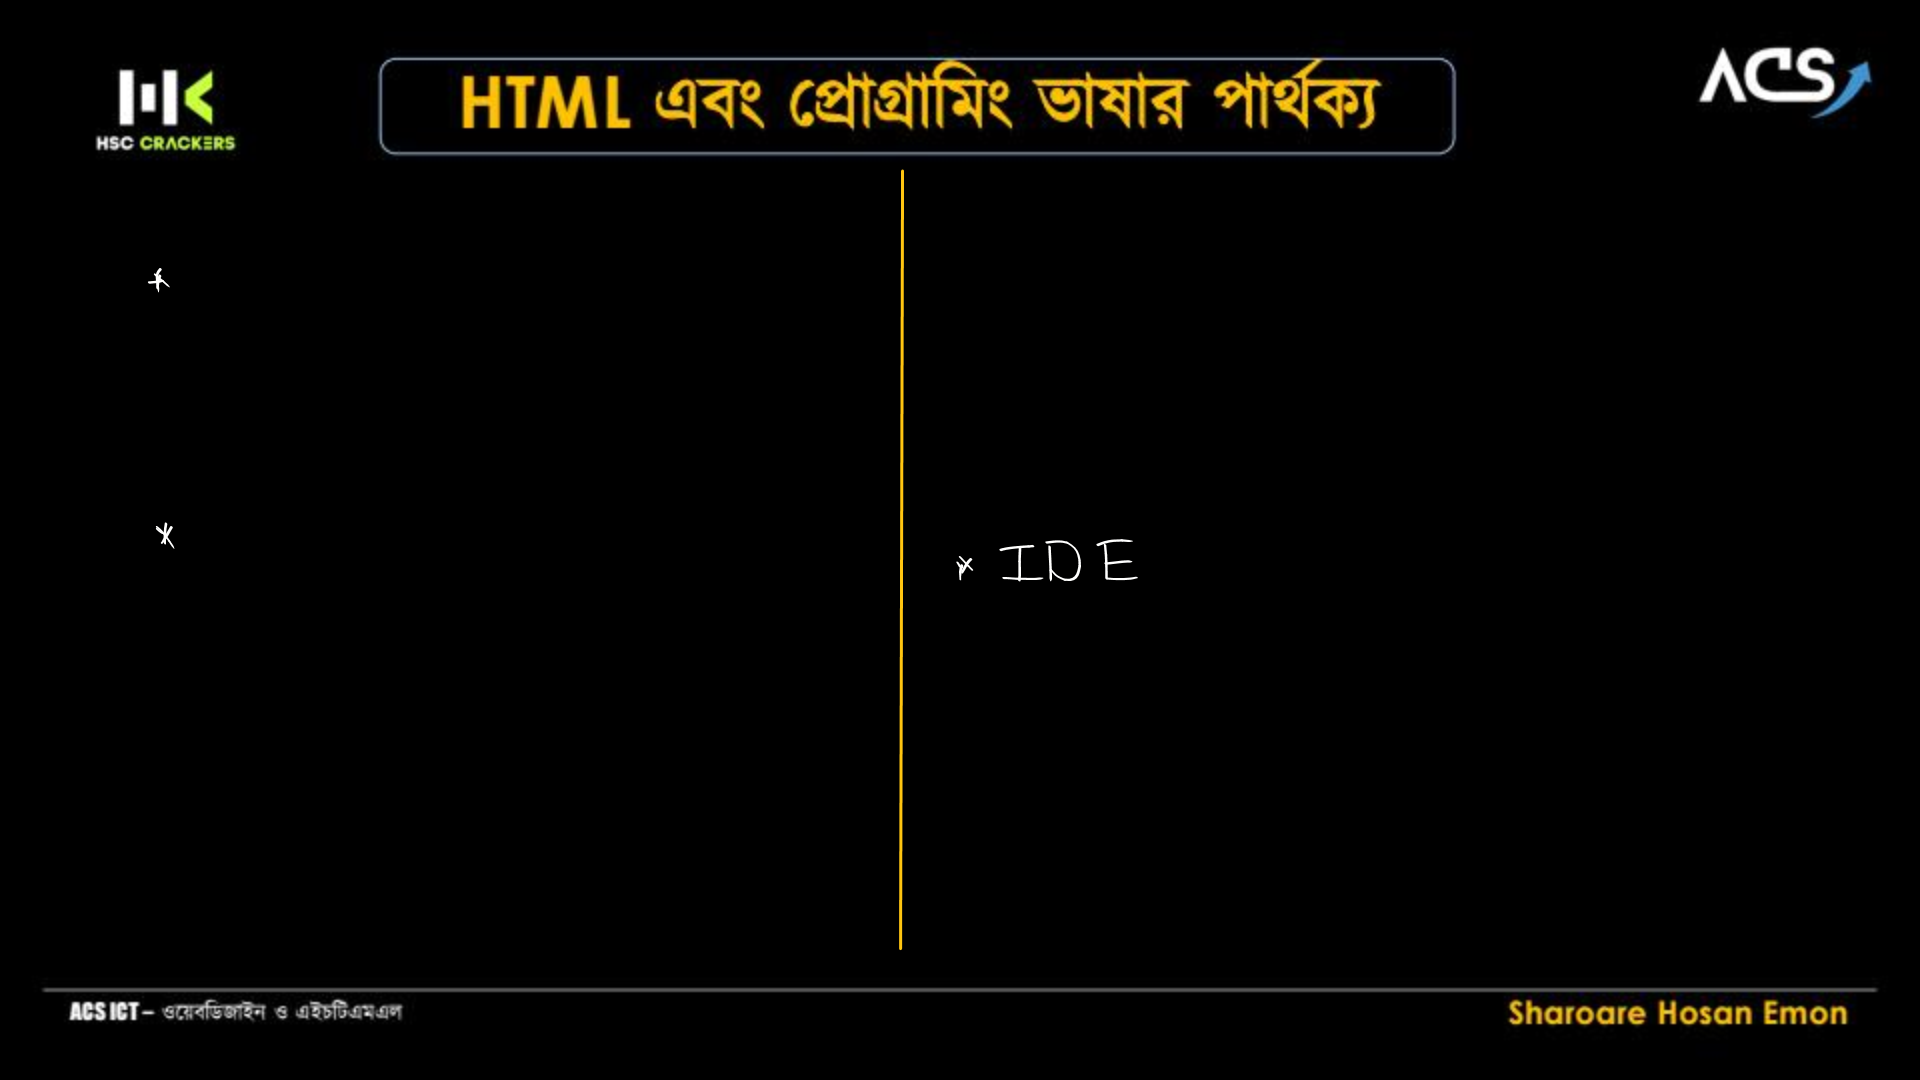 HTML এবং প্রোগ্রামিং ভাষার পার্থক্য
HSC CRACKERS
ACS
*
*
* IDE
ACS ICT – ওয়েবডিজাইন ও এইচটিএমএল
Sharoare Hosan Emon